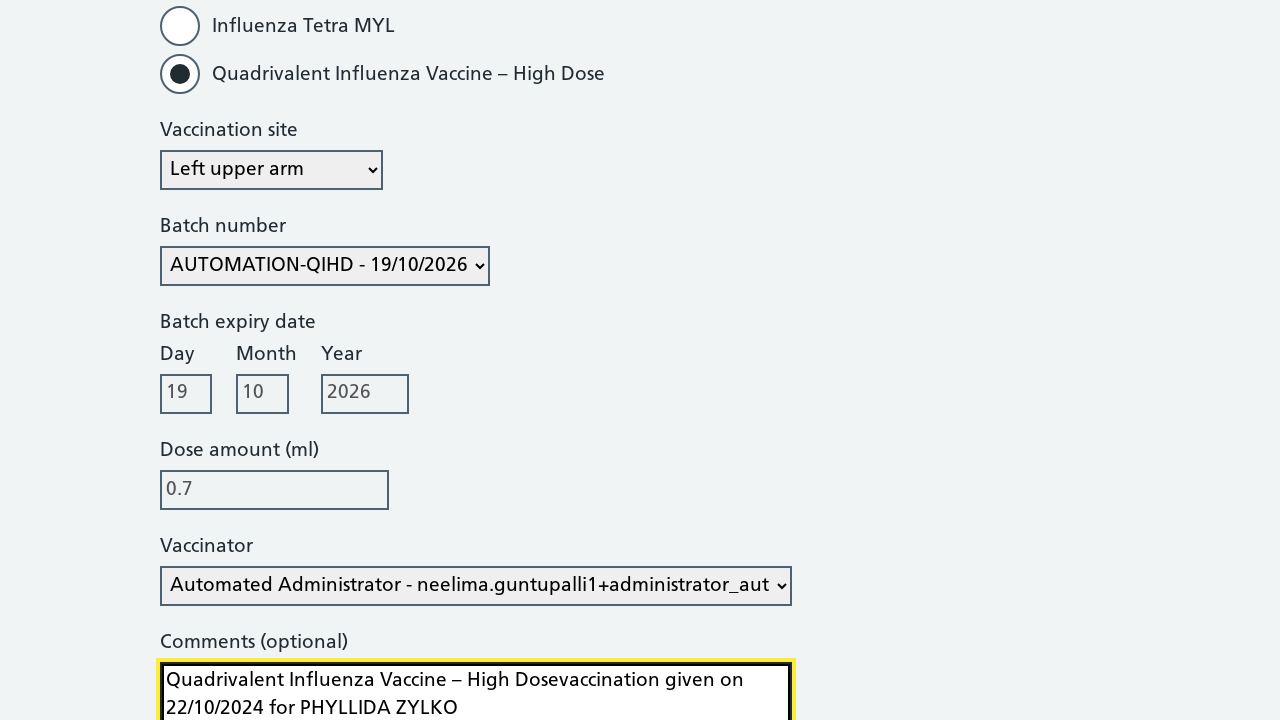 Influenza Tetra MYL
Quadrivalent Influenza Vaccine – High Dose
Vaccination site
Left upper arm
Batch number
AUTOMATION-QIHD - 19/10/2026
Batch expiry date
Day Month Year
19 10 2026
Dose amount (ml)
0.7
Vaccinator
Automated Administrator - neelima.guntupalli1+administrator_aut
Comments (optional)
Quadrivalent Influenza Vaccine – High Dosevaccination given on
22/10/2024 for PHYLLIDA ZYLKO